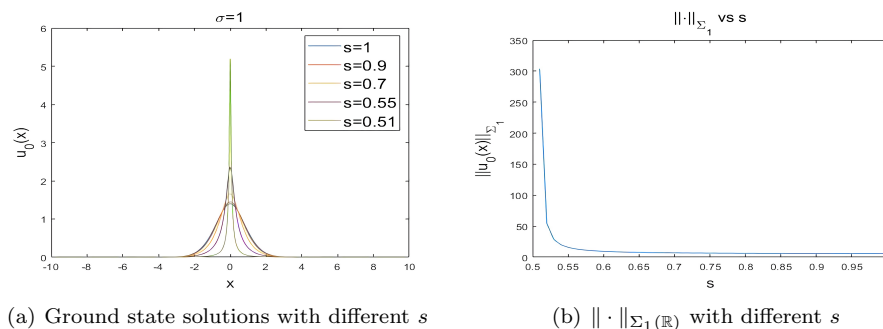 σ=1
6
5
4
3
2
1
0
u₀(x)
s=1
s=0.9
s=0.7
s=0.55
s=0.51
-10 -8 -6 -4 -2 0 2 4 6 8 10
x
(a) Ground state solutions with different s
||·||_Σ₁ vs s
350
300
250
200
150
100
50
0
||u₀(x)||_Σ₁
0.5 0.55 0.6 0.65 0.7 0.75 0.8 0.85 0.9 0.95
s
(b) ‖ · ‖_Σ₁(ℝ) with different s